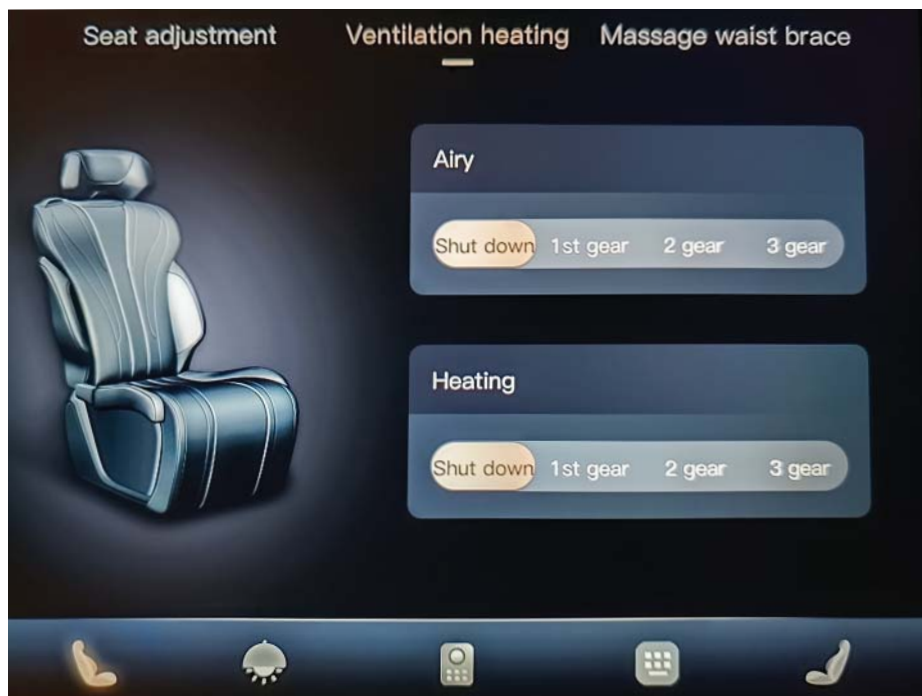 Seat adjustment Ventilation heating Massage waist brace
Airy
Shut down 1st gear 2 gear 3 gear
Heating
Shut down 1st gear 2 gear 3 gear